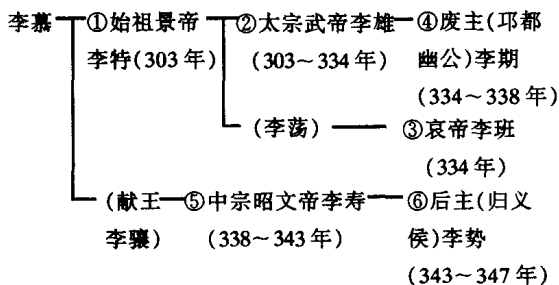 李慕 ①始祖景帝 ②太宗武帝李雄 ④废主(邛都
李特(303年) (303~334年) 幽公)李期
(334~338年)
(李荡) ③哀帝李班
(334年)
(献王 ⑤中宗昭文帝李寿 ⑥后主(归义
李骧) (338~343年) 侯)李势
(343~347年)